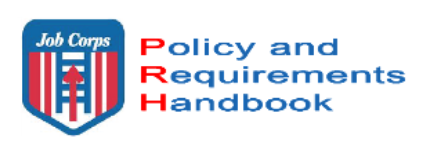 Job Corps
Policy and
Requirements
Handbook